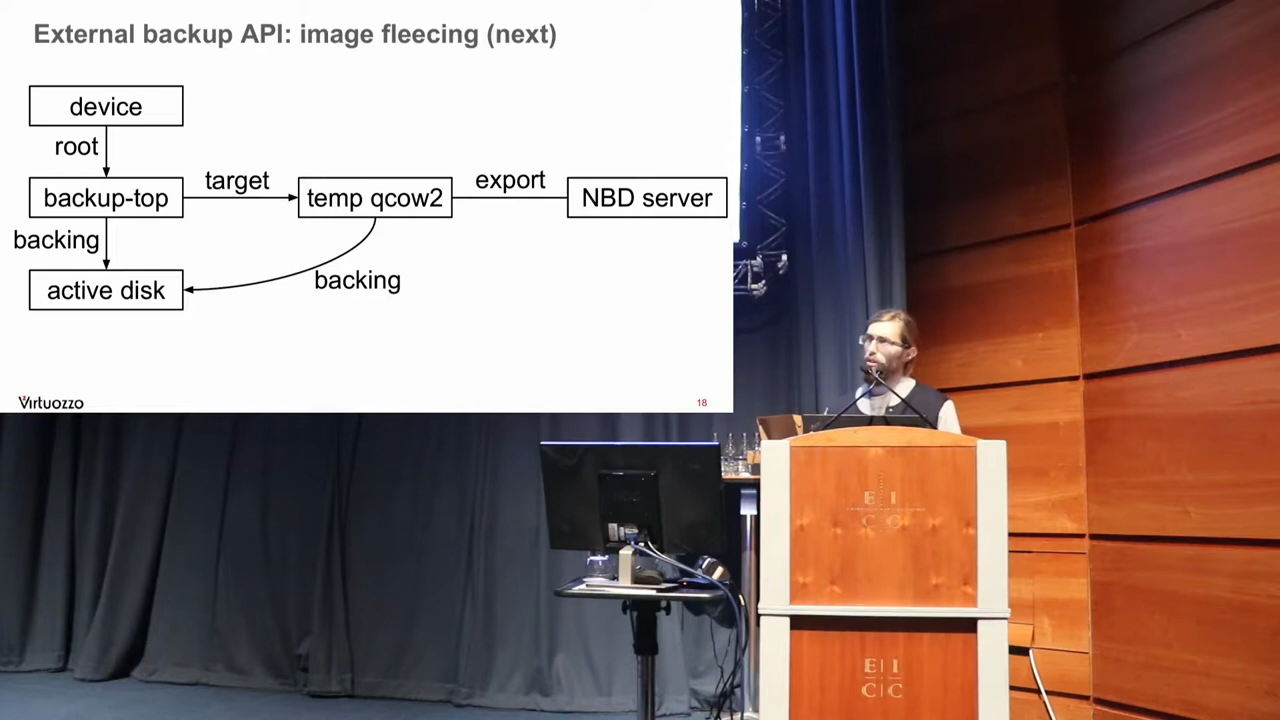 External backup API: image fleecing (next)
device
root
backup-top
target
temp qcow2
export
NBD server
backing
active disk
backing
Virtuozzo
18
E I
C C
E I
C C